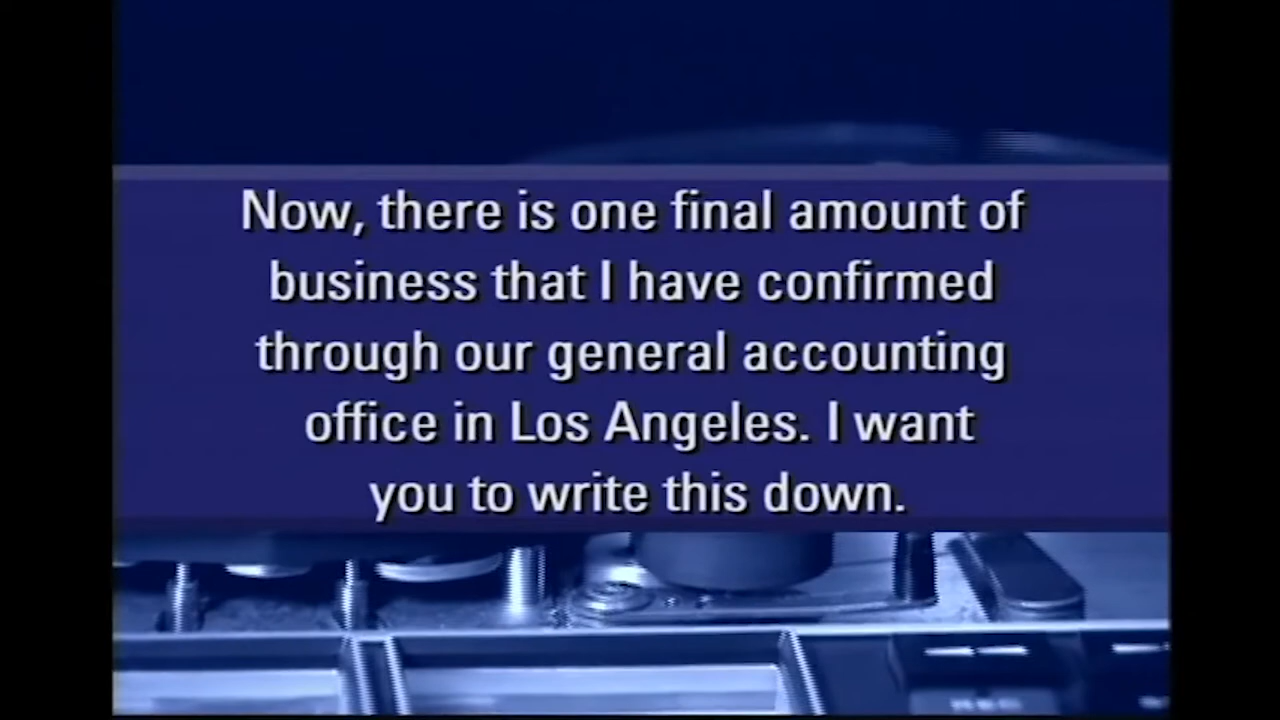 Now, there is one final amount of
business that I have confirmed
through our general accounting
office in Los Angeles. I want
you to write this down.